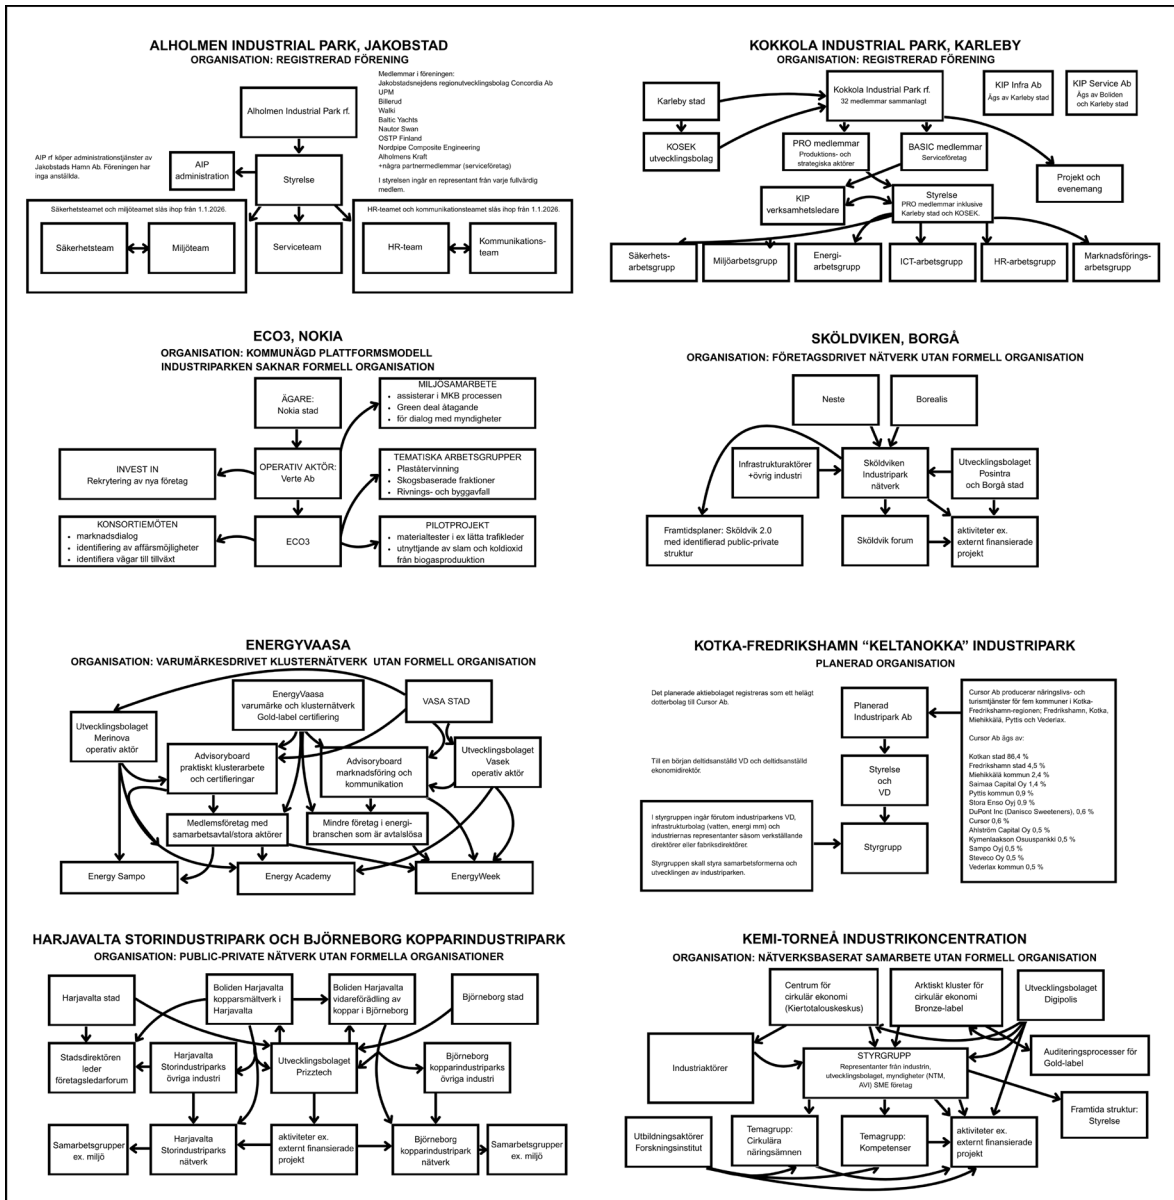 ALHOLMEN INDUSTRIAL PARK, JAKOBSTAD
ORGANISATION: REGISTRERAD FÖRENING
Alholmen Industrial Park rf.
Medlemmar i föreningen:
Jakobstadsnejdens regionutvecklingsbolag Concordia Ab
UPM
Billerud
Walki
Baltic Yachts
Nautor Swan
OSTP Finland
Nordpipe Composite Engineering
Alholmens Kraft
+några partnermedlemmar (serviceföretag)
I styrelsen ingår en representant från varje fullvärdig
medlem.
AIP rf köper administrationstjänster av
Jakobstads Hamn Ab. Föreningen har
inga anställda.
AIP
administration
Styrelse
Säkerhetsteamet och miljöteamet slås ihop från 1.1.2026.
Säkerhetsteam
Miljöteam
Serviceteam
HR-teamet och kommunikationsteamet slås ihop från 1.1.2026.
HR-team
Kommunikations-
team
KOKKOLA INDUSTRIAL PARK, KARLEBY
ORGANISATION: REGISTRERAD FÖRENING
Karleby stad
Kokkola Industrial Park rf.
32 medlemmar sammanlagt
KIP Infra Ab
Ägs av Karleby stad
KIP Service Ab
Ägs av Boliden
och Karleby stad
KOSEK
utvecklingsbolag
PRO medlemmar
Produktions- och
strategiska aktörer
BASIC medlemmar
Serviceföretag
Projekt och
evenemang
KIP
verksamhetsledare
Styrelse
PRO medlemmar inklusive
Karleby stad och KOSEK.
Säkerhets-
arbetsgrupp
Miljöarbetsgrupp
Energi-
arbetsgrupp
ICT-arbetsgrupp
HR-arbetsgrupp
Marknadsförings-
arbetsgrupp
ECO3, NOKIA
ORGANISATION: KOMMUNÄGD PLATTFORMSMODELL
INDUSTRIPARKEN SAKNAR FORMELL ORGANISATION
ÄGARE:
Nokia stad
MILJÖSAMARBETE
• assisterar i MKB processen
• Green deal åtagande
• för dialog med myndigheter
INVEST IN
Rekrytering av nya företag
OPERATIV AKTÖR:
Verte Ab
TEMATISKA ARBETSGRUPPER
• Plaståtervinning
• Skogsbaserade fraktioner
• Rivnings- och byggavfall
KONSORTIEMÖTEN
• marknadsdialog
• identifiering av affärsmöjligheter
• identifiera vägar till tillväxt
ECO3
PILOTPROJEKT
• materialtester i ex lätta trafikleder
• utnyttjande av slam och koldioxid
från biogasproduuktion
SKÖLDVIKEN, BORGÅ
ORGANISATION: FÖRETAGSDRIVET NÄTVERK UTAN FORMELL ORGANISATION
Neste
Borealis
Infrastrukturaktörer
+övrig industri
Sköldviken
Industripark
nätverk
Utvecklingsbolaget
Posintra
och Borgå stad
Framtidsplaner: Sköldvik 2.0
med identifierad public-private
struktur
Sköldvik forum
aktiviteter ex.
externt finansierade
projekt
ENERGYVAASA
ORGANISATION: VARUMÄRKESDRIVET KLUSTERNÄTVERK UTAN FORMELL ORGANISATION
EnergyVaasa
varumärke och klusternätverk
Gold-label certifiering
VASA STAD
Utvecklingsbolaget
Merinova
operativ aktör
Advisoryboard
praktiskt klusterarbete
och certifieringar
Advisoryboard
marknadsföring och
kommunikation
Utvecklingsbolaget
Vasek
operativ aktör
Medlemsföretag med
samarbetsavtal/stora aktörer
Mindre företag i energi-
branschen som är avtalslösa
Energy Sampo
Energy Academy
EnergyWeek
KOTKA-FREDRIKSHAMN “KELTANOKKA” INDUSTRIPARK
PLANERAD ORGANISATION
Det planerade aktiebolaget registreras som ett helägt
dotterbolag till Cursor Ab.
Till en början deltidsanställd VD och deltidsanställd
ekonomidirektör.
I styrgruppen ingår förutom industriparkens VD,
infrastrukturbolag (vatten, energi mm) och
industriernas representanter såsom verkställande
direktörer eller fabriksdirektörer.
Styrgruppen skall styra samarbetsformerna och
utvecklingen av industriparken.
Planerad
Industripark Ab
Styrelse
och
VD
Styrgrupp
Cursor Ab producerar näringslivs- och
turismtjänster för fem kommuner i Kotka-
Fredrikshamn-regionen; Fredrikshamn, Kotka,
Miehikkälä, Pyttis och Vederlax.
Cursor Ab ägs av:
Kotkan stad 86,4 %
Fredrikshamn stad 4,5 %
Miehikkälä kommun 2,4 %
Saimaa Capital Oy 1,4 %
Pyttis kommun 0,9 %
Stora Enso Oyj 0,9 %
DuPont Inc (Danisco Sweeteners), 0,6 %
Cursor 0,6 %
Ahlström Capital Oy 0,5 %
Kymenlaakson Osuuspankki 0,5 %
Sampo Oyj 0,5 %
Steveco Oy 0,5 %
Vederlax kommun 0,5 %
HARJAVALTA STORINDUSTRIPARK OCH BJÖRNEBORG KOPPARINDUSTRIPARK
ORGANISATION: PUBLIC-PRIVATE NÄTVERK UTAN FORMELLA ORGANISATIONER
Harjavalta stad
Boliden Harjavalta
kopparsmältverk i
Harjavalta
Boliden Harjavalta
vidareförädling av
koppar i Björneborg
Björneborg stad
Stadsdirektören
leder
företagsledarforum
Harjavalta
Storindustriparks
övriga industri
Utvecklingsbolaget
Prizztech
Björneborg
kopparindustriparks
övriga industri
Samarbetsgrupper
ex. miljö
Harjavalta
Storindustriparks
nätverk
aktiviteter ex.
externt finansierade
projekt
Björneborg
kopparindustripark
nätverk
Samarbetsgrupper
ex. miljö
KEMI-TORNEÅ INDUSTRIKONCENTRATION
ORGANISATION: NÄTVERKSBASERAT SAMARBETE UTAN FORMELL ORGANISATION
Centrum för
cirkulär ekonomi
(Kiertotalouskeskus)
Arktiskt kluster för
cirkulär ekonomi
Bronze-label
Utvecklingsbolaget
Digipolis
Industriaktörer
STYRGRUPP
Representanter från industrin,
utvecklingsbolaget, myndigheter (NTM,
AVI) SME företag
Auditeringsprocesser för
Gold-label
Framtida struktur:
Styrelse
Utbildningsaktörer
Forskningsinstitut
Temagrupp:
Cirkulära
näringsämnen
Temagrupp:
Kompetenser
aktiviteter ex.
externt finansierade
projekt